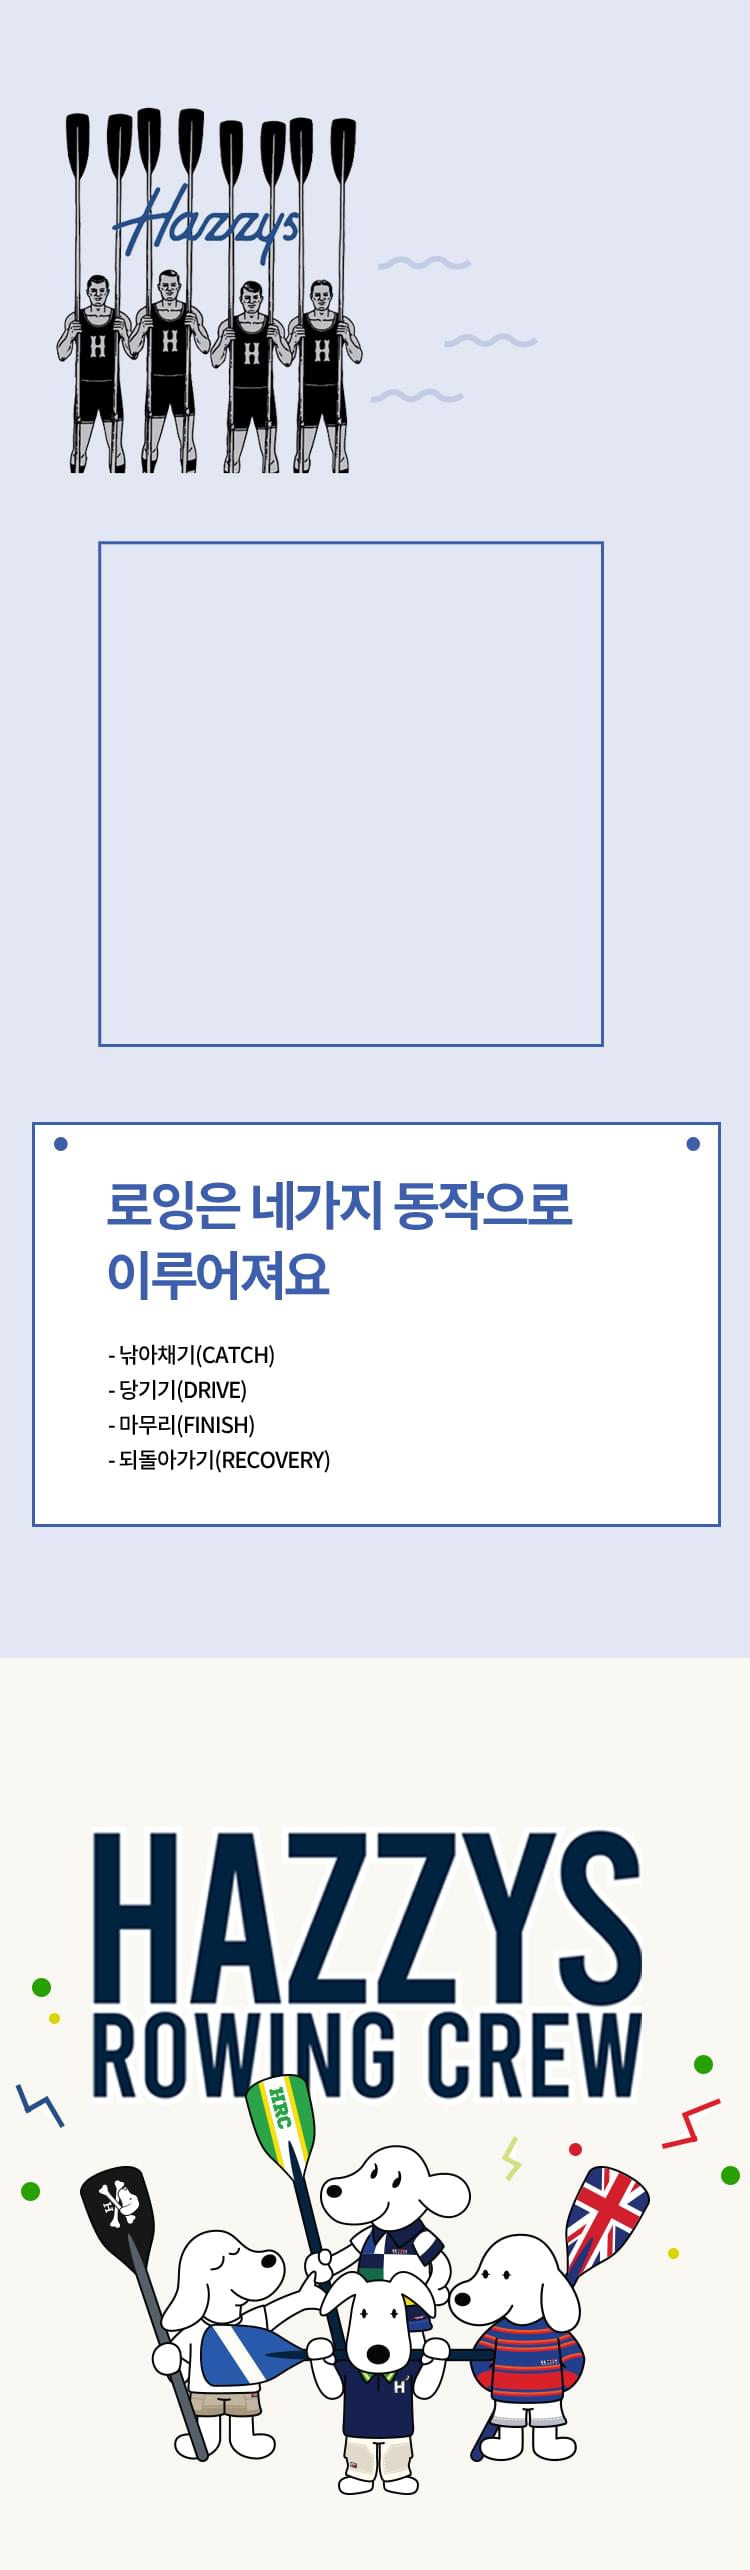 Hazzys
H H H H
로잉은 네가지 동작으로
이루어져요
- 낚아채기(CATCH)
- 당기기(DRIVE)
- 마무리(FINISH)
- 되돌아가기(RECOVERY)
HAZZYS
ROWING CREW
HRC
H
H